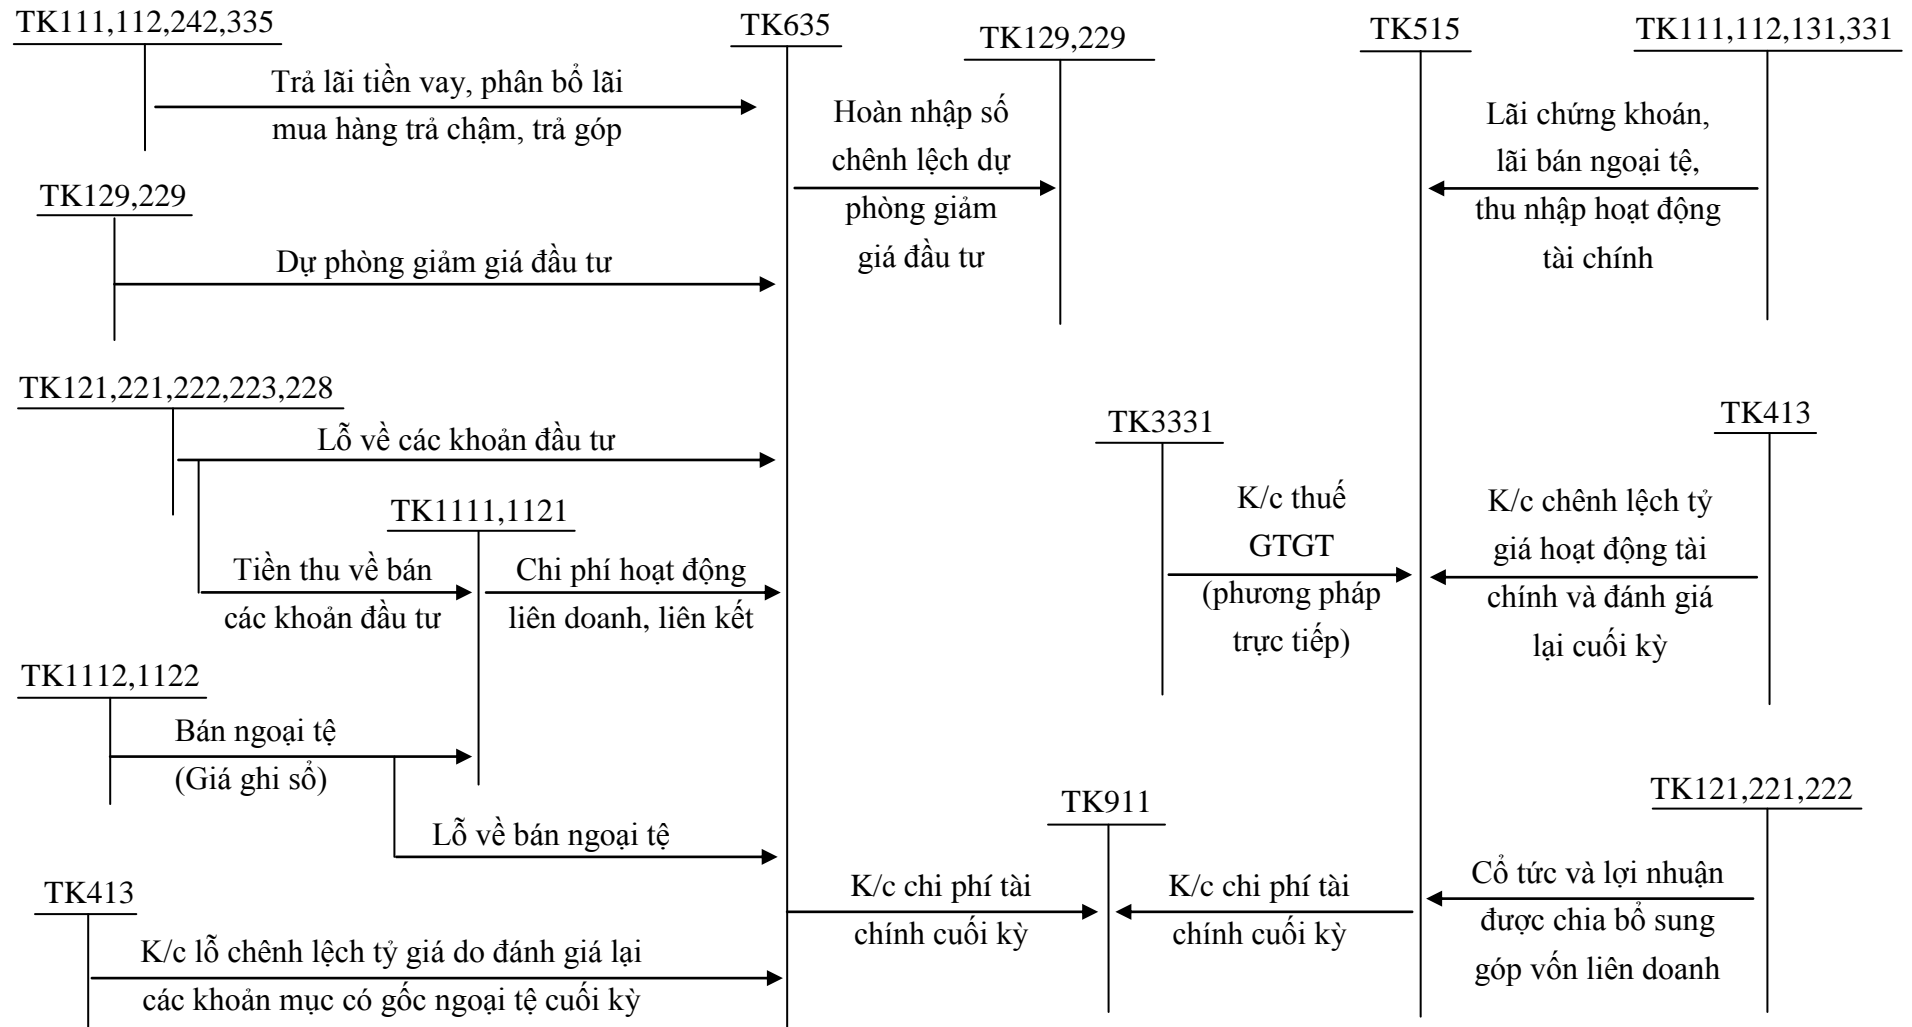 TK111,112,242,335
TK635
TK129,229
TK515
TK111,112,131,331
Trả lãi tiền vay, phân bổ lãi
mua hàng trả chậm, trả góp
Hoàn nhập số
chênh lệch dự
phòng giảm
giá đầu tư
Lãi chứng khoán,
lãi bán ngoại tệ,
thu nhập hoạt động
tài chính
TK129,229
Dự phòng giảm giá đầu tư
TK121,221,222,223,228
Lỗ về các khoản đầu tư
TK3331
TK413
K/c thuế
GTGT
(phương pháp
trực tiếp)
K/c chênh lệch tỷ
giá hoạt động tài
chính và đánh giá
lại cuối kỳ
TK1111,1121
Tiền thu về bán
các khoản đầu tư
Chi phí hoạt động
liên doanh, liên kết
TK1112,1122
Bán ngoại tệ
(Giá ghi sổ)
Lỗ về bán ngoại tệ
TK911
TK121,221,222
K/c chi phí tài
chính cuối kỳ
K/c chi phí tài
chính cuối kỳ
Cổ tức và lợi nhuận
được chia bổ sung
góp vốn liên doanh
TK413
K/c lỗ chênh lệch tỷ giá do đánh giá lại
các khoản mục có gốc ngoại tệ cuối kỳ